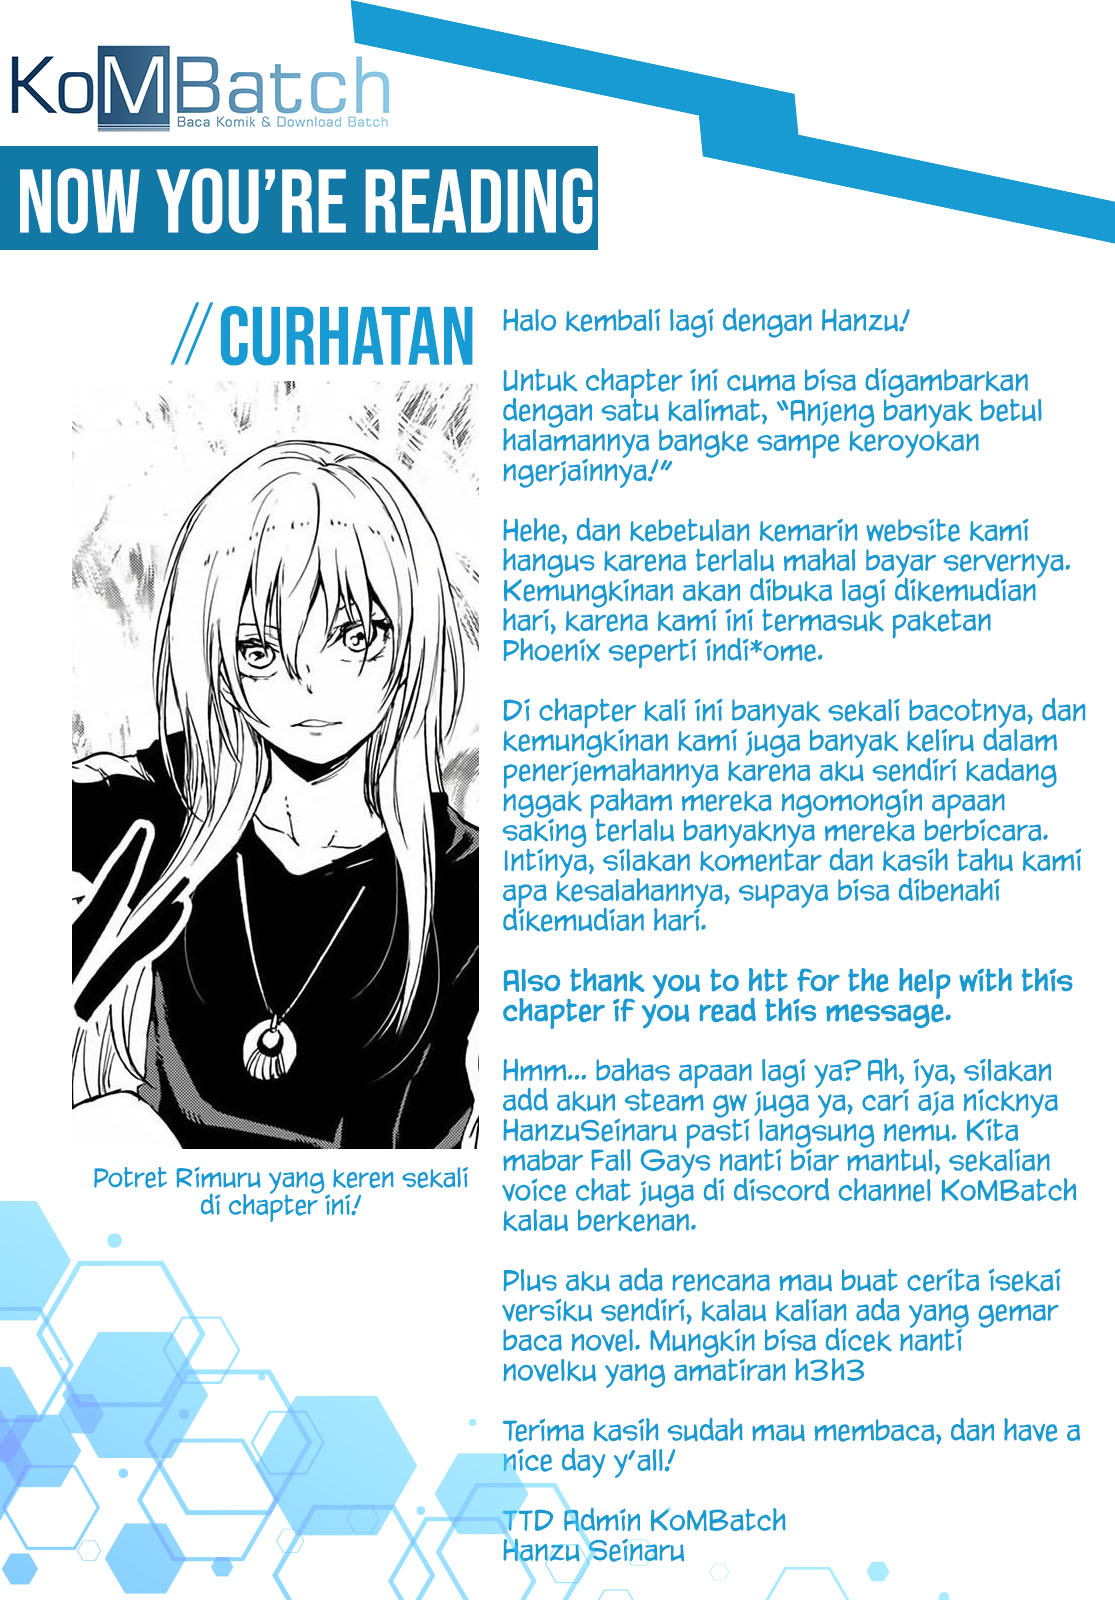 KoMBatch
Baca Komik & Download Batch
NOW YOU'RE READING
// CURHATAN
Halo kembali lagi dengan Hanzu!
Untuk chapter ini cuma bisa digambarkan
dengan satu kalimat, "Anjeng banyak betul
halamannya bangke sampe keroyokan
ngerjainnya!"
Hehe, dan kebetulan kemarin website kami
hangus karena terlalu mahal bayar servernya.
Kemungkinan akan dibuka lagi dikemudian
hari, karena kami ini termasuk paketan
Phoenix seperti indi*ome.
Di chapter kali ini banyak sekali bacotnya, dan
kemungkinan kami juga banyak keliru dalam
penerjemahannya karena aku sendiri kadang
nggak paham mereka ngomongin apaan
saking terlalu banyaknya mereka berbicara.
Intinya, silakan komentar dan kasih tahu kami
apa kesalahannya, supaya bisa dibenahi
dikemudian hari.
Also thank you to htt for the help with this
chapter if you read this message.
Hmm... bahas apaan lagi ya? Ah, iya, silakan
add akun steam gw juga ya, cari aja nicknya
HanzuSeinaru pasti langsung nemu. Kita
mabar Fall Gays nanti biar mantul, sekalian
voice chat juga di discord channel KoMBatch
kalau berkenan.
Plus aku ada rencana mau buat cerita isekai
versiku sendiri, kalau kalian ada yang gemar
baca novel. Mungkin bisa dicek nanti
novelku yang amatiran h3h3
Terima kasih sudah mau membaca, dan have a
nice day y'all!
TTD Admin KoMBatch
Hanzu Seinaru
Potret Rimuru yang keren sekali
di chapter ini!